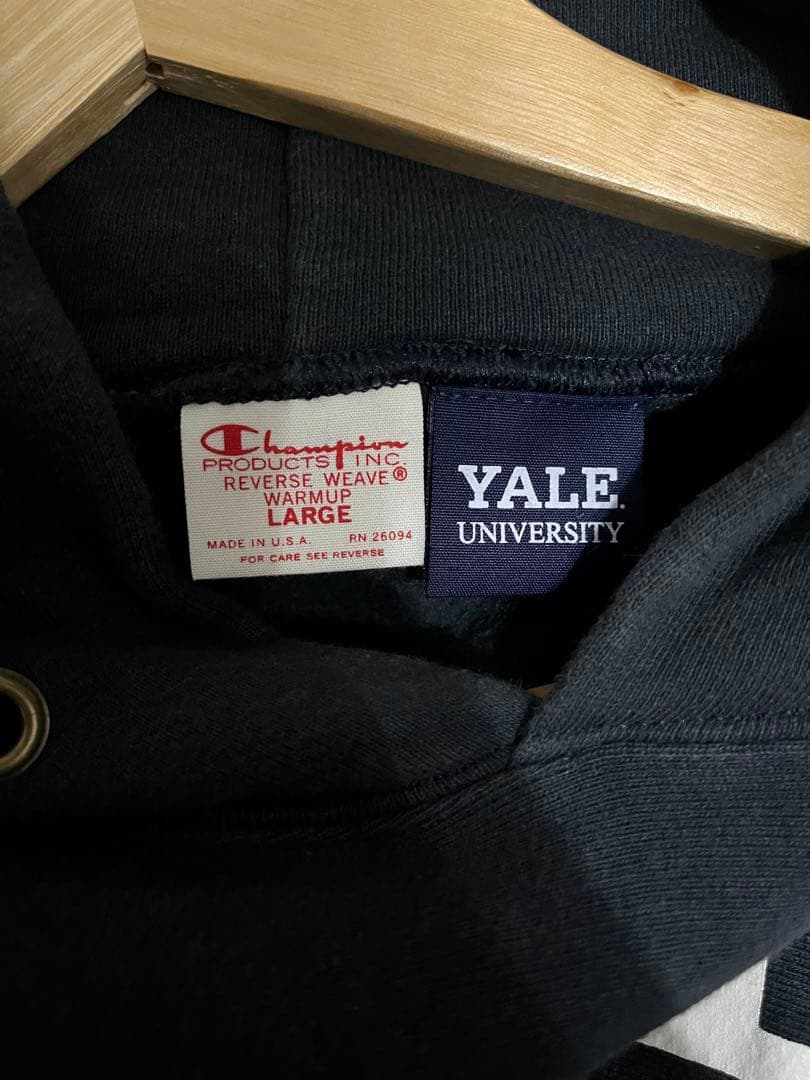 Champion
PRODUCTS INC.
REVERSE WEAVE®
WARMUP
LARGE
MADE IN U.S.A. RN 26094
FOR CARE SEE REVERSE
YALE.
UNIVERSITY